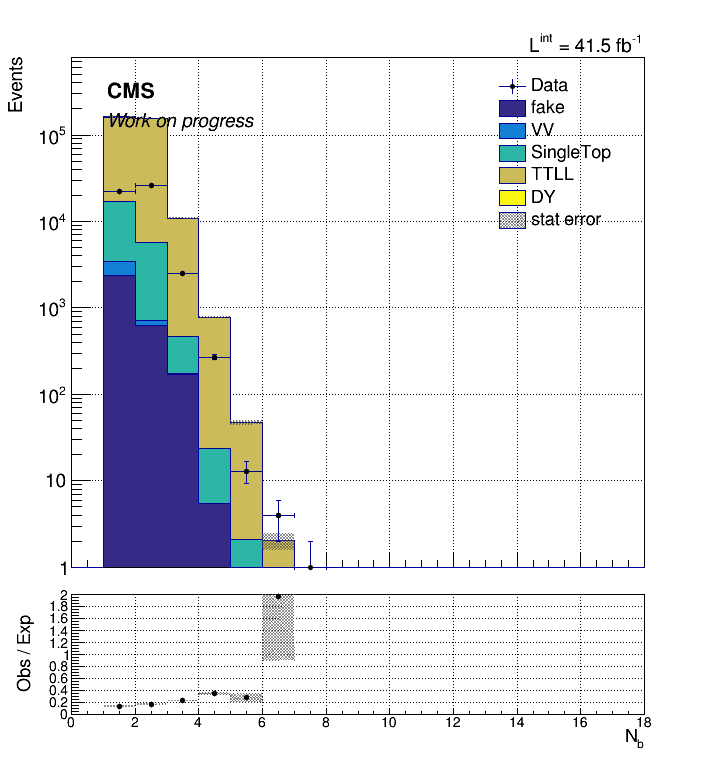 L^int = 41.5 fb^-1
Events
CMS
Work on progress
Data
fake
VV
SingleTop
TTLL
DY
stat error
10^5
10^4
10^3
10^2
10
1
Obs / Exp
2
1.8
1.6
1.4
1.2
1
0.8
0.6
0.4
0.2
0
0 2 4 6 8 10 12 14 16 18
N_b